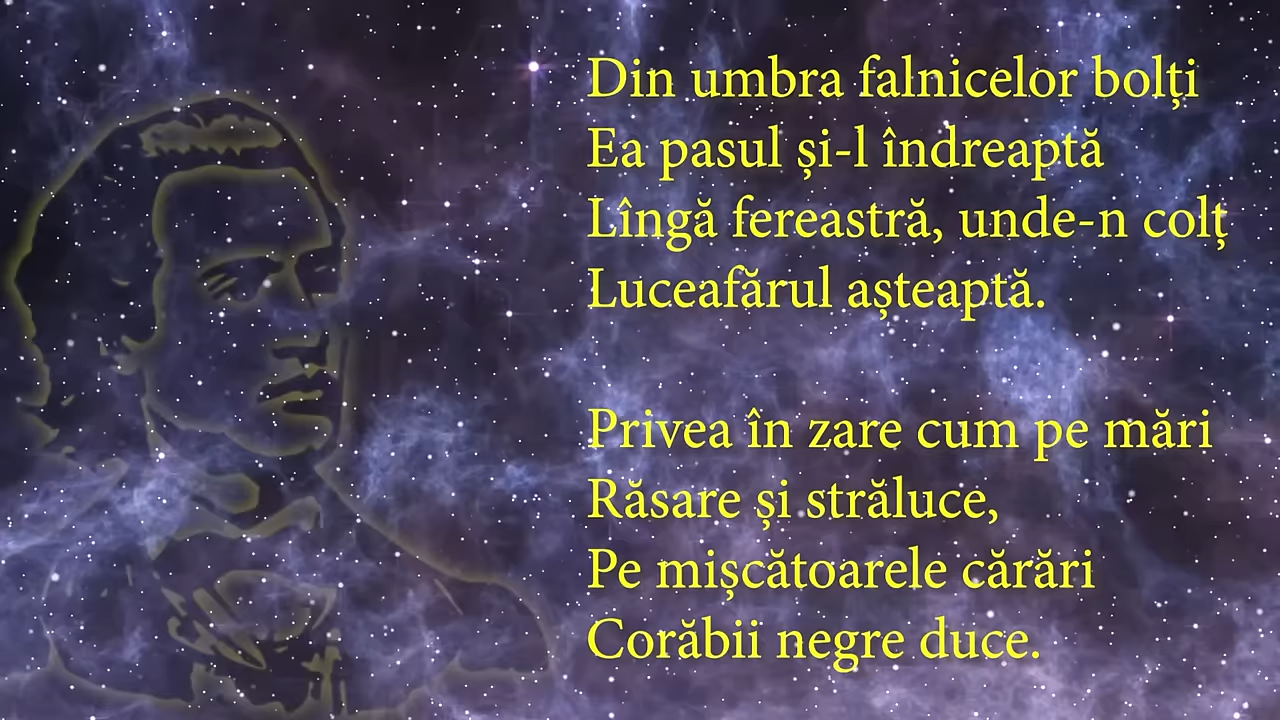 Din umbra falnicelor bolți
Ea pasul și-l îndreaptă
Lîngă fereastră, unde-n colț
Luceafărul așteaptă.
Privea în zare cum pe mări
Răsare și străluce,
Pe mișcătoarele cărări
Corăbii negre duce.